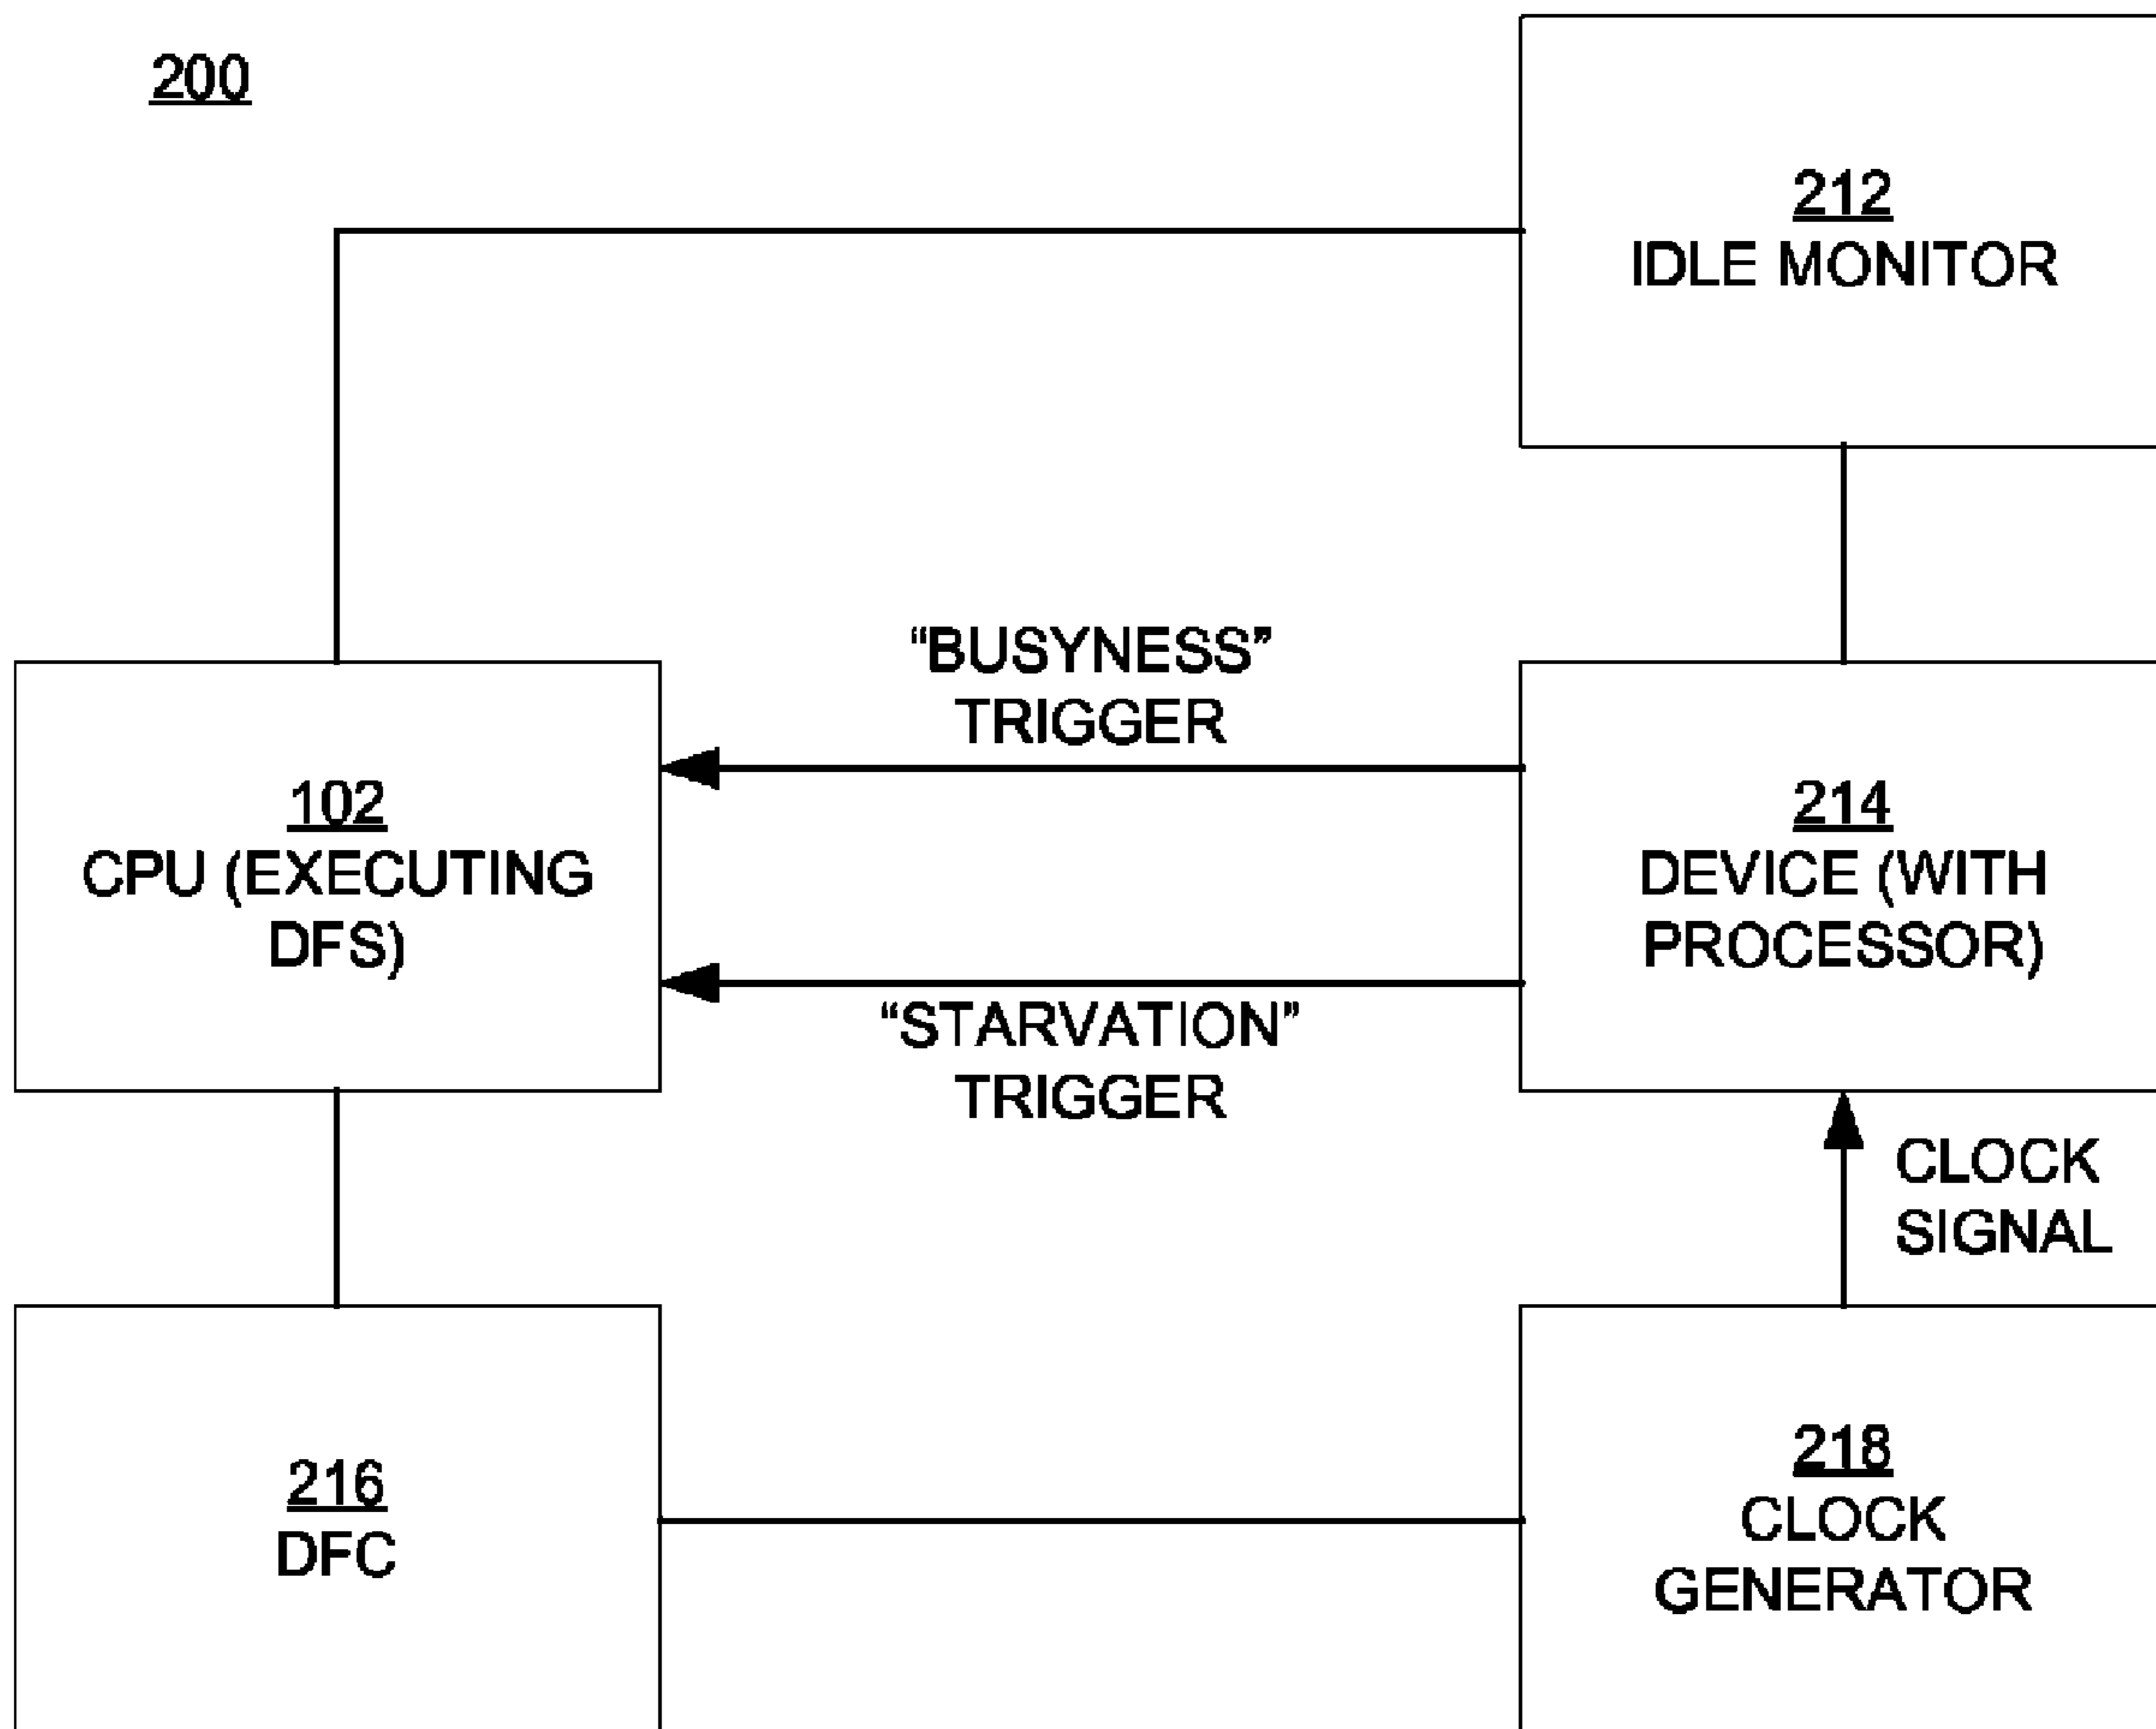 200
212
IDLE MONITOR
“BUSYNESS”
TRIGGER
102
CPU (EXECUTING
DFS)
214
DEVICE (WITH
PROCESSOR)
“STARVATION”
TRIGGER
CLOCK
SIGNAL
216
DFC
218
CLOCK
GENERATOR